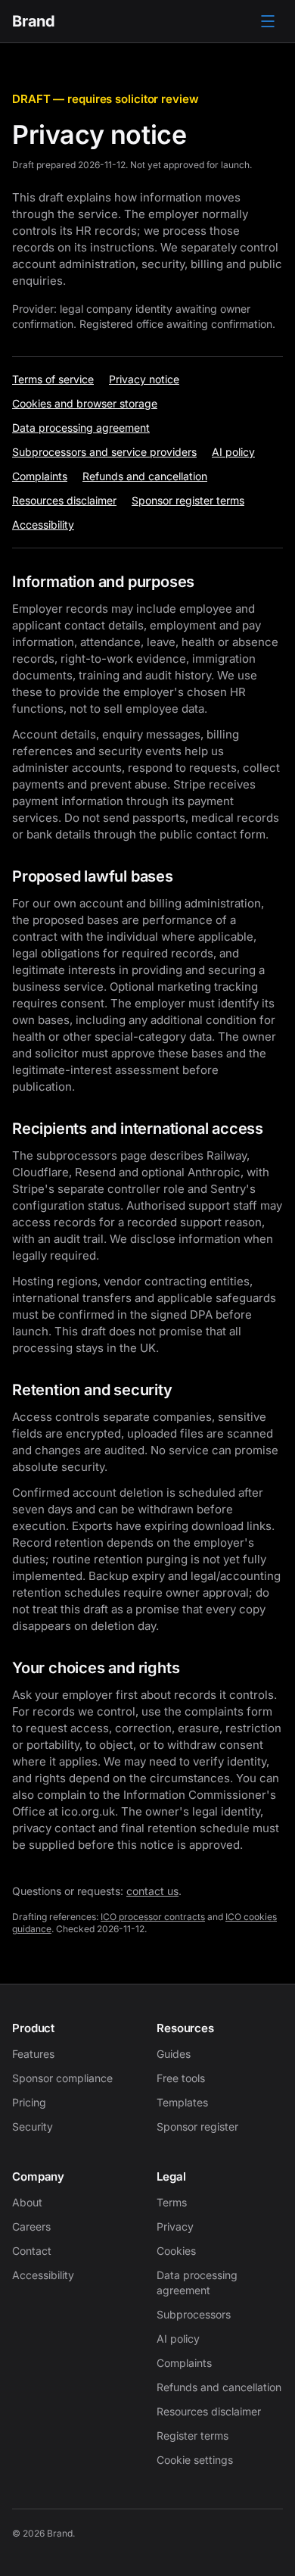 Brand
DRAFT — requires solicitor review
Privacy notice
Draft prepared 2026-11-12. Not yet approved for launch.
This draft explains how information moves
through the service. The employer normally
controls its HR records; we process those
records on its instructions. We separately control
account administration, security, billing and public
enquiries.
Provider: legal company identity awaiting owner
confirmation. Registered office awaiting confirmation.
Terms of service Privacy notice
Cookies and browser storage
Data processing agreement
Subprocessors and service providers AI policy
Complaints Refunds and cancellation
Resources disclaimer Sponsor register terms
Accessibility
Information and purposes
Employer records may include employee and
applicant contact details, employment and pay
information, attendance, leave, health or absence
records, right-to-work evidence, immigration
documents, training and audit history. We use
these to provide the employer's chosen HR
functions, not to sell employee data.
Account details, enquiry messages, billing
references and security events help us
administer accounts, respond to requests, collect
payments and prevent abuse. Stripe receives
payment information through its payment
services. Do not send passports, medical records
or bank details through the public contact form.
Proposed lawful bases
For our own account and billing administration,
the proposed bases are performance of a
contract with the individual where applicable,
legal obligations for required records, and
legitimate interests in providing and securing a
business service. Optional marketing tracking
requires consent. The employer must identify its
own bases, including any additional condition for
health or other special-category data. The owner
and solicitor must approve these bases and the
legitimate-interest assessment before
publication.
Recipients and international access
The subprocessors page describes Railway,
Cloudflare, Resend and optional Anthropic, with
Stripe's separate controller role and Sentry's
configuration status. Authorised support staff may
access records for a recorded support reason,
with an audit trail. We disclose information when
legally required.
Hosting regions, vendor contracting entities,
international transfers and applicable safeguards
must be confirmed in the signed DPA before
launch. This draft does not promise that all
processing stays in the UK.
Retention and security
Access controls separate companies, sensitive
fields are encrypted, uploaded files are scanned
and changes are audited. No service can promise
absolute security.
Confirmed account deletion is scheduled after
seven days and can be withdrawn before
execution. Exports have expiring download links.
Record retention depends on the employer's
duties; routine retention purging is not yet fully
implemented. Backup expiry and legal/accounting
retention schedules require owner approval; do
not treat this draft as a promise that every copy
disappears on deletion day.
Your choices and rights
Ask your employer first about records it controls.
For records we control, use the complaints form
to request access, correction, erasure, restriction
or portability, to object, or to withdraw consent
where it applies. We may need to verify identity,
and rights depend on the circumstances. You can
also complain to the Information Commissioner's
Office at ico.org.uk. The owner's legal identity,
privacy contact and final retention schedule must
be supplied before this notice is approved.
Questions or requests: contact us.
Drafting references: ICO processor contracts and ICO cookies
guidance. Checked 2026-11-12.
Product
Features
Sponsor compliance
Pricing
Security
Resources
Guides
Free tools
Templates
Sponsor register
Company
About
Careers
Contact
Accessibility
Legal
Terms
Privacy
Cookies
Data processing
agreement
Subprocessors
AI policy
Complaints
Refunds and cancellation
Resources disclaimer
Register terms
Cookie settings
© 2026 Brand.